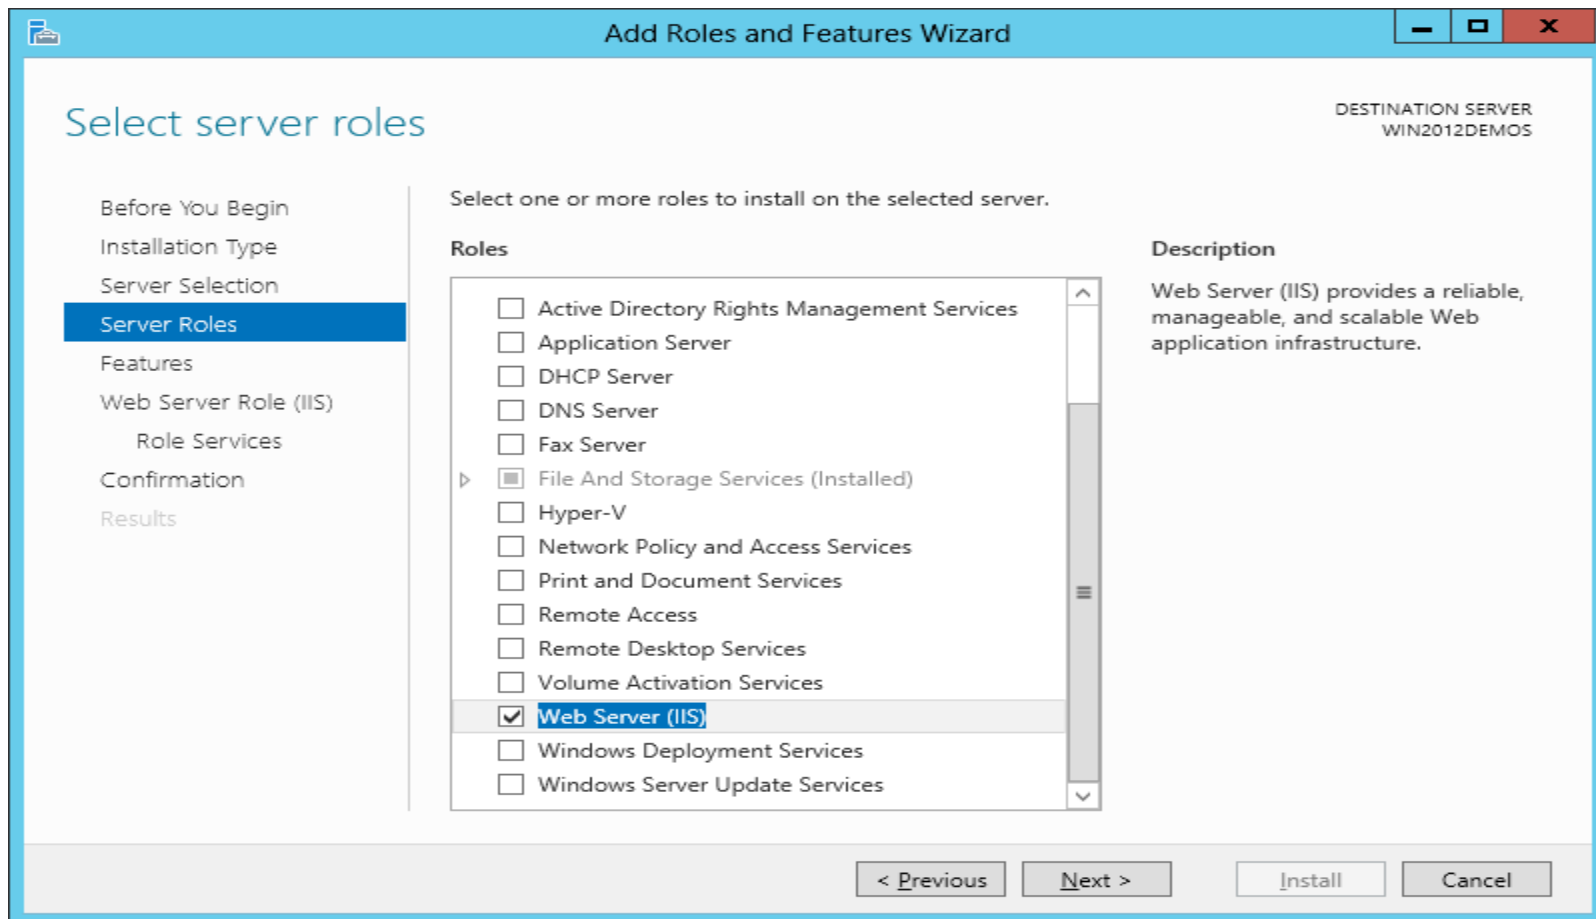 Add Roles and Features Wizard
Select server roles
DESTINATION SERVER
WIN2012DEMOS
Before You Begin
Installation Type
Server Selection
Server Roles
Features
Web Server Role (IIS)
Role Services
Confirmation
Results
Select one or more roles to install on the selected server.
Roles
Active Directory Rights Management Services
Application Server
DHCP Server
DNS Server
Fax Server
File And Storage Services (Installed)
Hyper-V
Network Policy and Access Services
Print and Document Services
Remote Access
Remote Desktop Services
Volume Activation Services
Web Server (IIS)
Windows Deployment Services
Windows Server Update Services
Description
Web Server (IIS) provides a reliable,
manageable, and scalable Web
application infrastructure.
< Previous
Next >
Install
Cancel